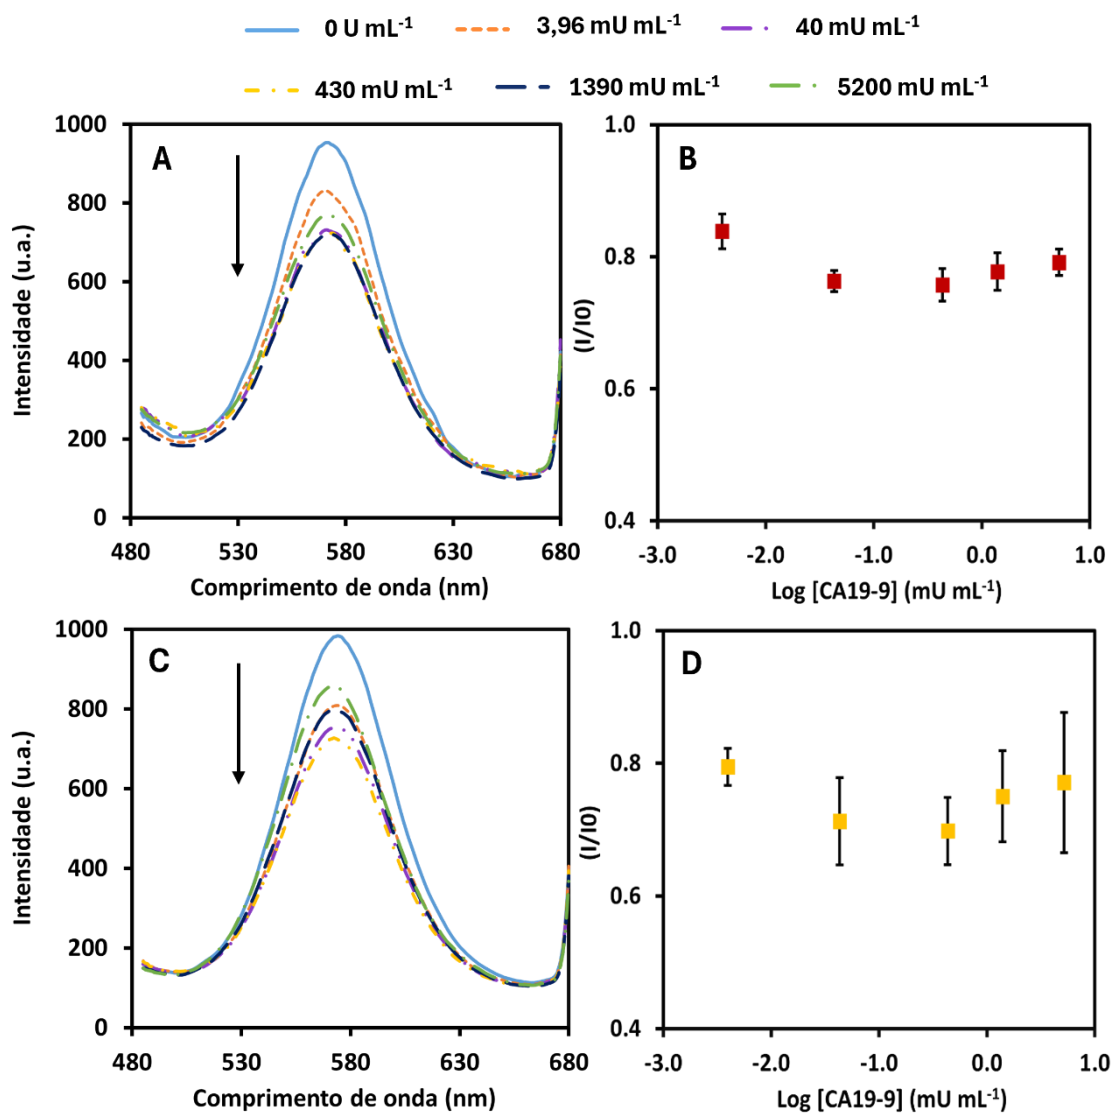 0 U mL⁻¹ 3,96 mU mL⁻¹ 40 mU mL⁻¹
430 mU mL⁻¹ 1390 mU mL⁻¹ 5200 mU mL⁻¹
A
Intensidade (u.a.)
1000
800
600
400
200
0
480 530 580 630 680
Comprimento de onda (nm)
B
(I/I0)
1.0
0.8
0.6
0.4
-3.0 -2.0 -1.0 0.0 1.0
Log [CA19-9] (mU mL⁻¹)
C
Intensidade (u.a.)
1000
800
600
400
200
0
480 530 580 630 680
Comprimento de onda (nm)
D
(I/I0)
1.0
0.8
0.6
0.4
-3.0 -2.0 -1.0 0.0 1.0
Log [CA19-9] (mU mL⁻¹)